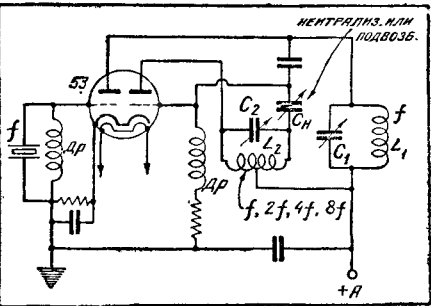 НЕЙТРАЛИЗ. ИЛИ
ПОДВОЗБ.
53
f
ДР
C2
CН
L2
ДР
C1
f
L1
f, 2f, 4f, 8f
+А